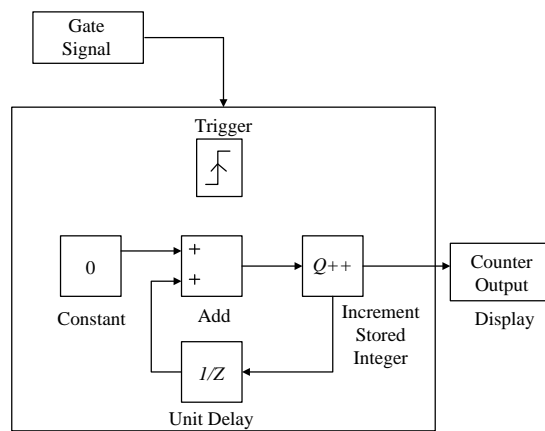 Gate
Signal
Trigger
0
Constant
+
+
Add
Q++
Increment
Stored
Integer
Counter
Output
Display
1/Z
Unit Delay